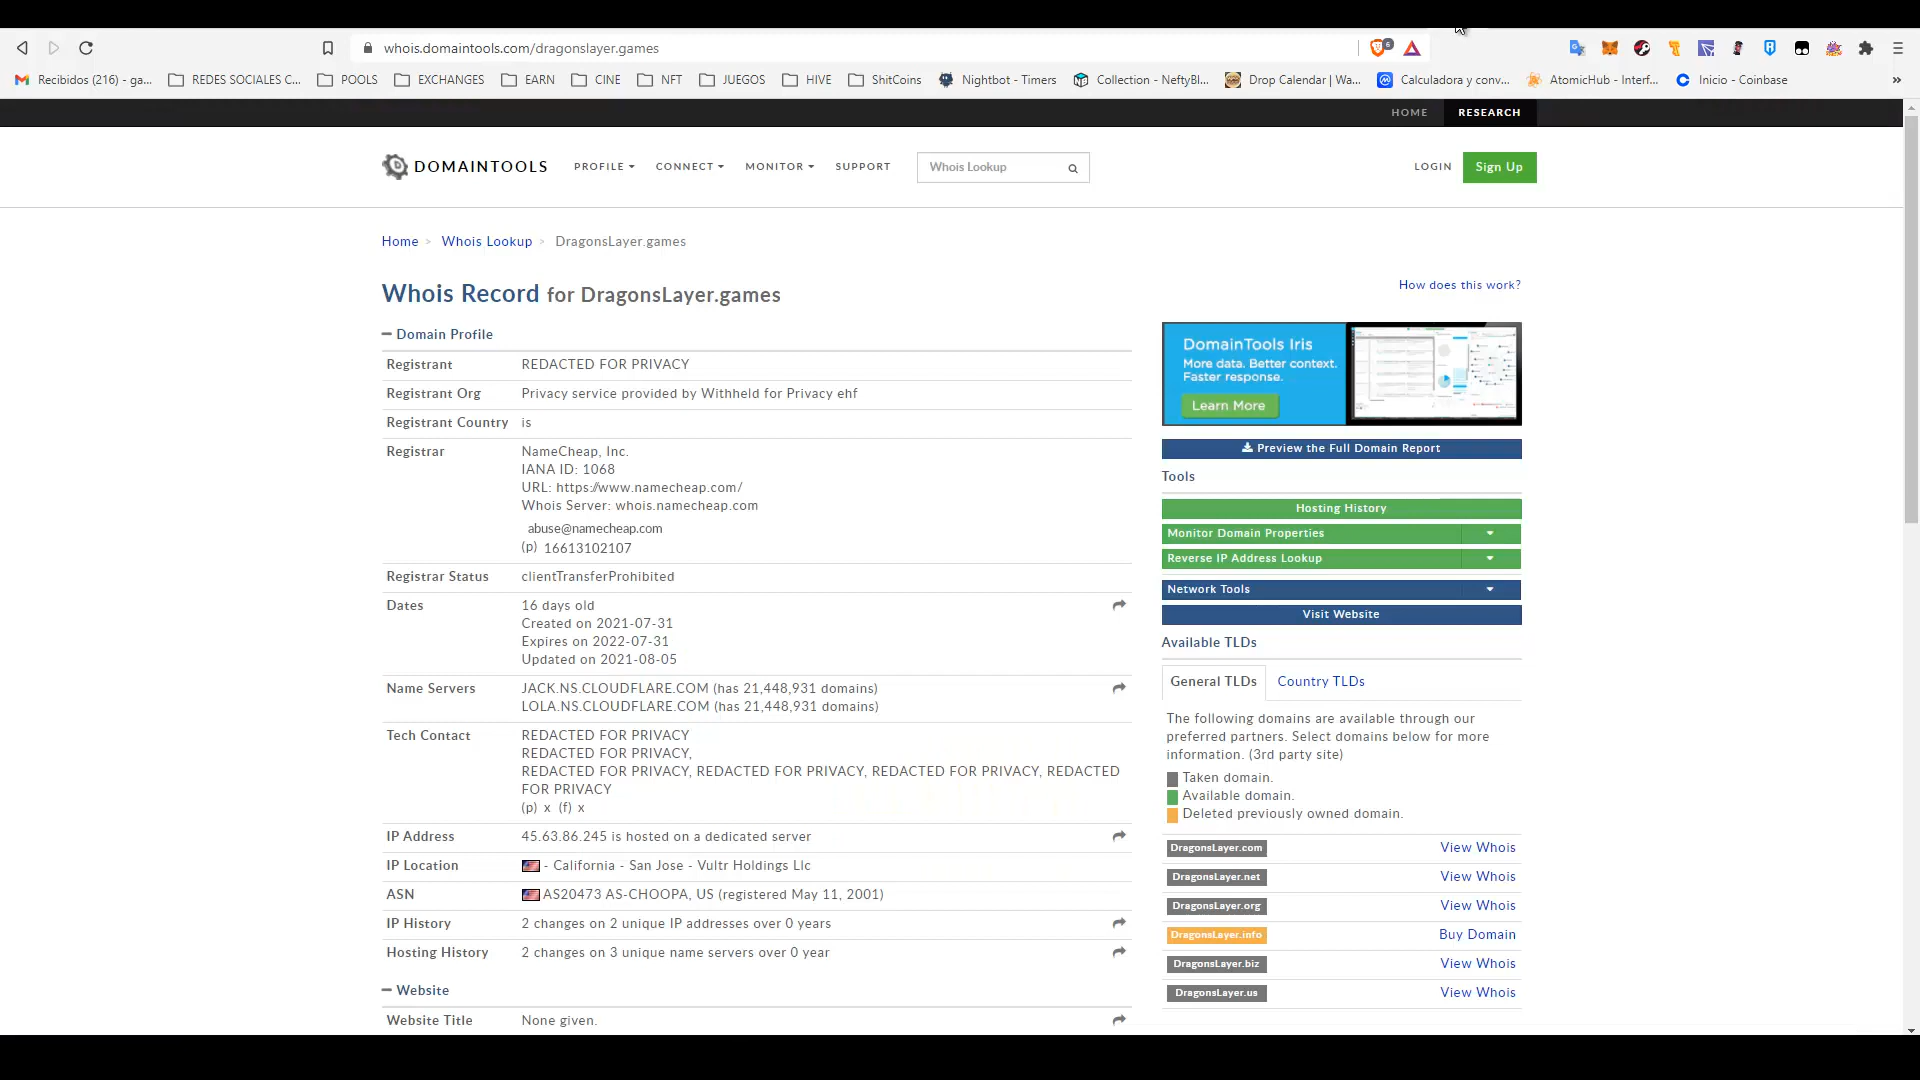 whois.domaintools.com/dragonslayer.games
6
Recibidos (216) - ga...
REDES SOCIALES C...
POOLS
EXCHANGES
EARN
CINE
NFT
JUEGOS
HIVE
ShitCoins
Nightbot - Timers
Collection - NeftyBl...
Drop Calendar | Wa...
Calculadora y conv...
AtomicHub - Interf...
Inicio - Coinbase
»
HOME
RESEARCH
DOMAINTOOLS
PROFILE
CONNECT
MONITOR
SUPPORT
Whois Lookup
LOGIN
Sign Up
Home > Whois Lookup > DragonsLayer.games
Whois Record for DragonsLayer.games
How does this work?
Domain Profile
Registrant REDACTED FOR PRIVACY
Registrant Org Privacy service provided by Withheld for Privacy ehf
Registrant Country is
Registrar NameCheap, Inc.
IANA ID: 1068
URL: https://www.namecheap.com/
Whois Server: whois.namecheap.com
abuse@namecheap.com
(p) 16613102107
Registrar Status clientTransferProhibited
Dates 16 days old
Created on 2021-07-31
Expires on 2022-07-31
Updated on 2021-08-05
Name Servers JACK.NS.CLOUDFLARE.COM (has 21,448,931 domains)
LOLA.NS.CLOUDFLARE.COM (has 21,448,931 domains)
Tech Contact REDACTED FOR PRIVACY
REDACTED FOR PRIVACY,
REDACTED FOR PRIVACY, REDACTED FOR PRIVACY, REDACTED FOR PRIVACY, REDACTED
FOR PRIVACY
(p) x (f) x
IP Address 45.63.86.245 is hosted on a dedicated server
IP Location - California - San Jose - Vultr Holdings Llc
ASN AS20473 AS-CHOOPA, US (registered May 11, 2001)
IP History 2 changes on 2 unique IP addresses over 0 years
Hosting History 2 changes on 3 unique name servers over 0 year
Website
Website Title None given.
DomainTools Iris
More data. Better context.
Faster response.
Learn More
Preview the Full Domain Report
Tools
Hosting History
Monitor Domain Properties
Reverse IP Address Lookup
Network Tools
Visit Website
Available TLDs
General TLDs
Country TLDs
The following domains are available through our
preferred partners. Select domains below for more
information. (3rd party site)
Taken domain.
Available domain.
Deleted previously owned domain.
DragonsLayer.com View Whois
DragonsLayer.net View Whois
DragonsLayer.org View Whois
DragonsLayer.info Buy Domain
DragonsLayer.biz View Whois
DragonsLayer.us View Whois